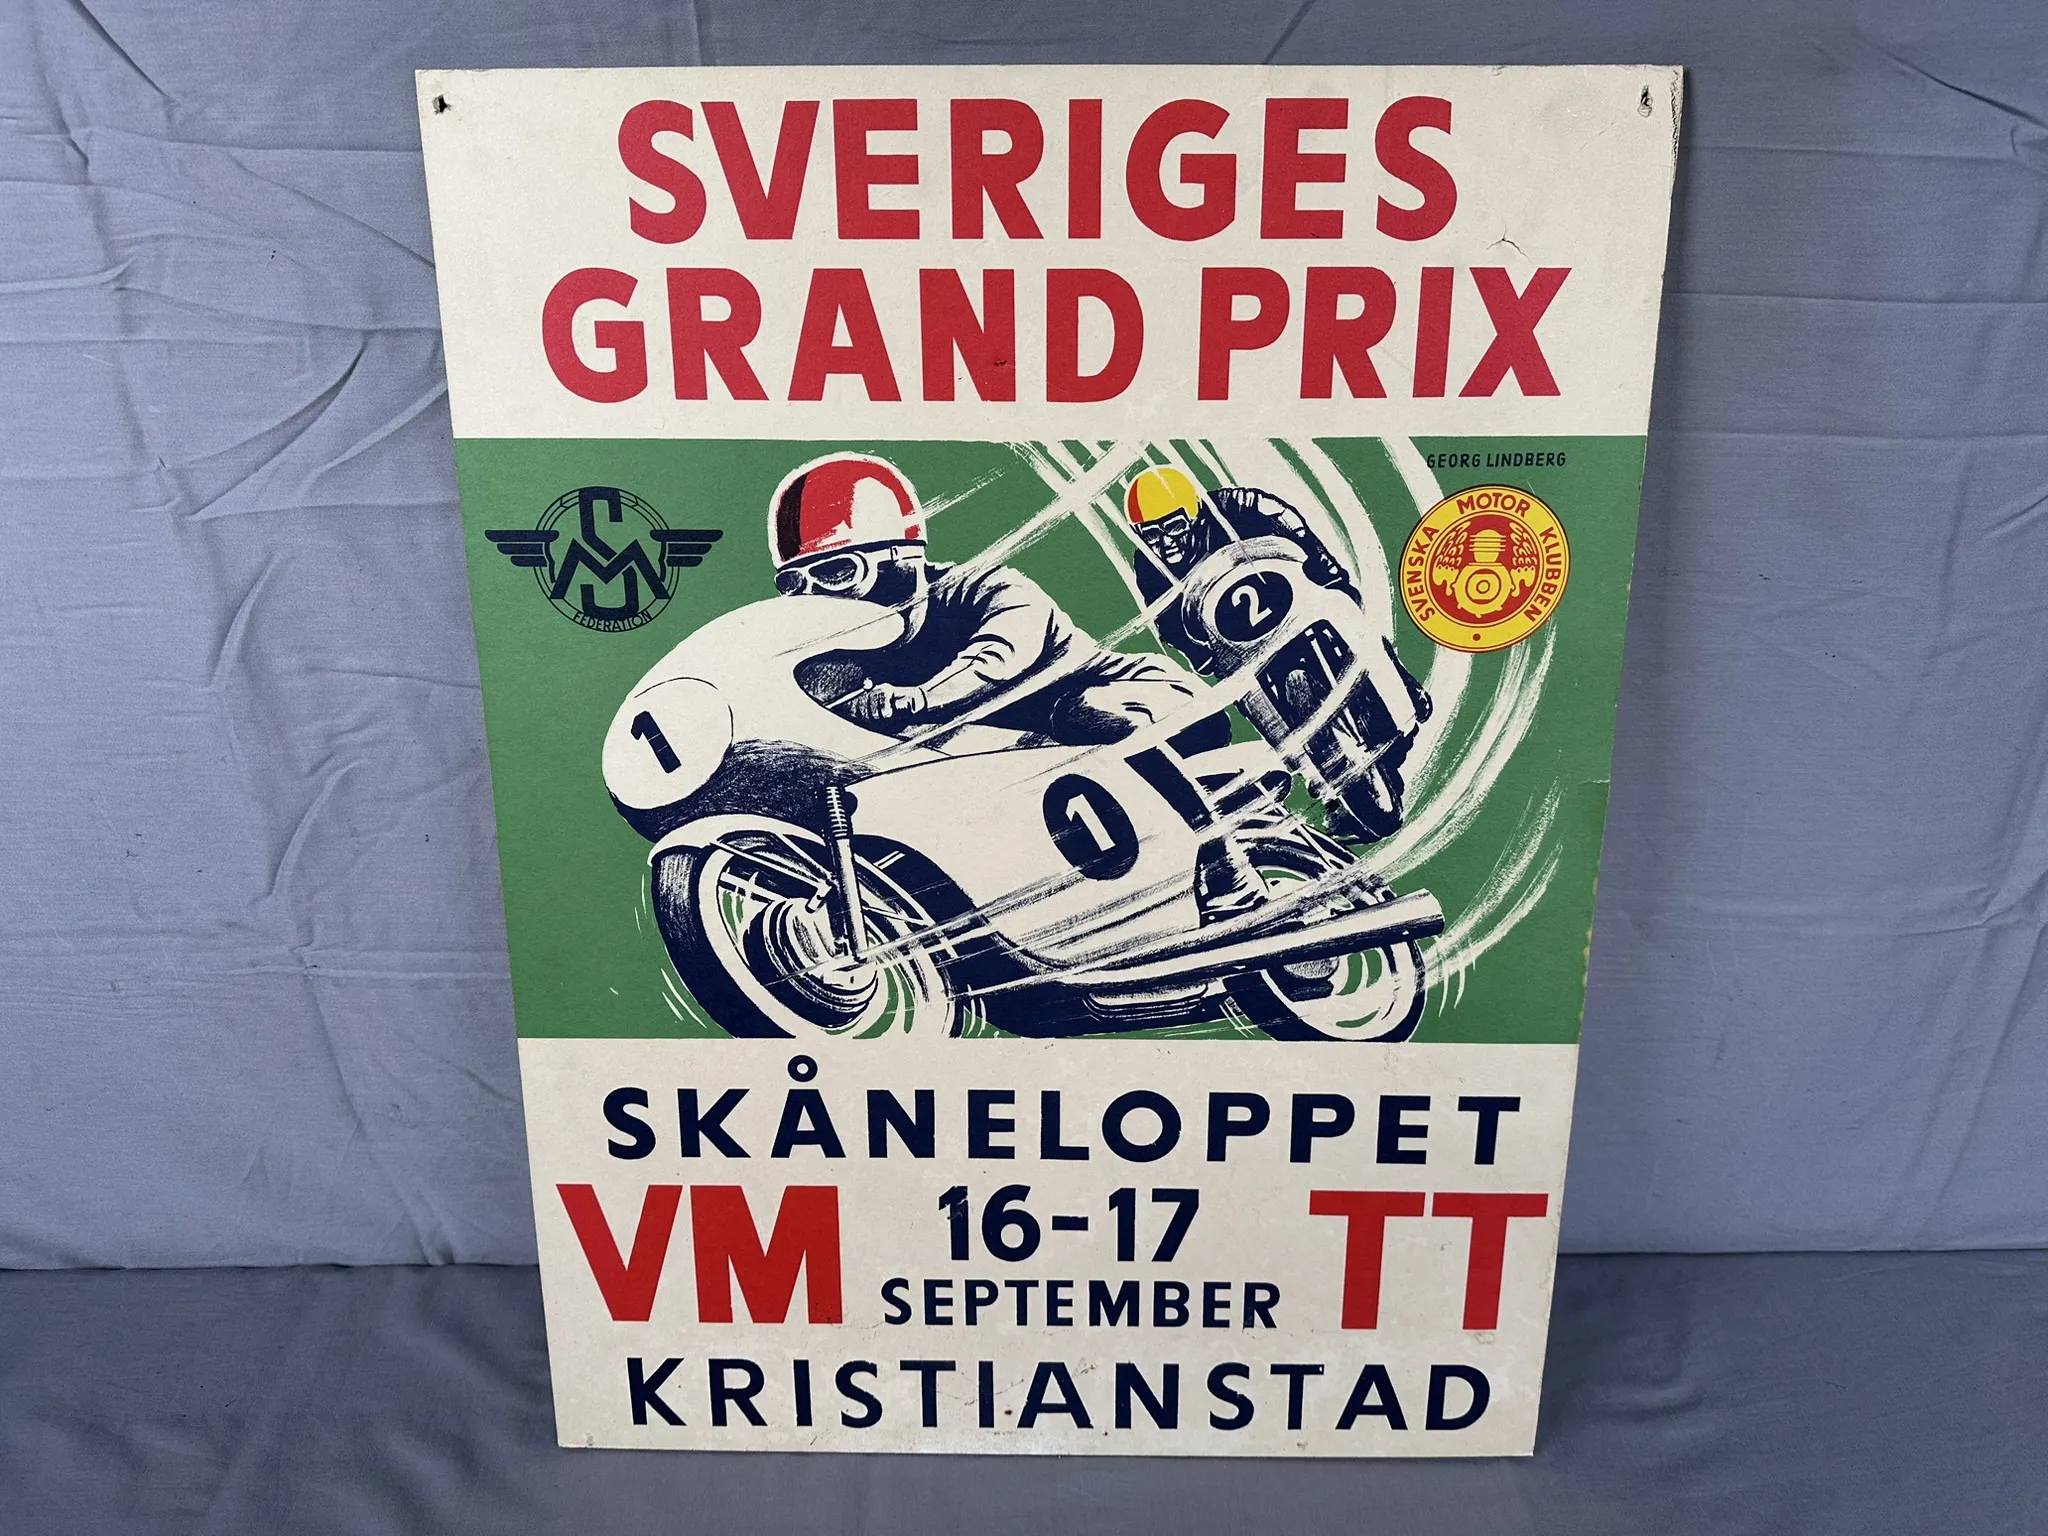 SVERIGES
GRAND PRIX
GEORG LINDBERG
SMS
FEDERATION
SVENSKA MOTOR KLUBBEN
1
2
1
SKÅNELOPPET
VM 16-17 TT
SEPTEMBER
KRISTIANSTAD